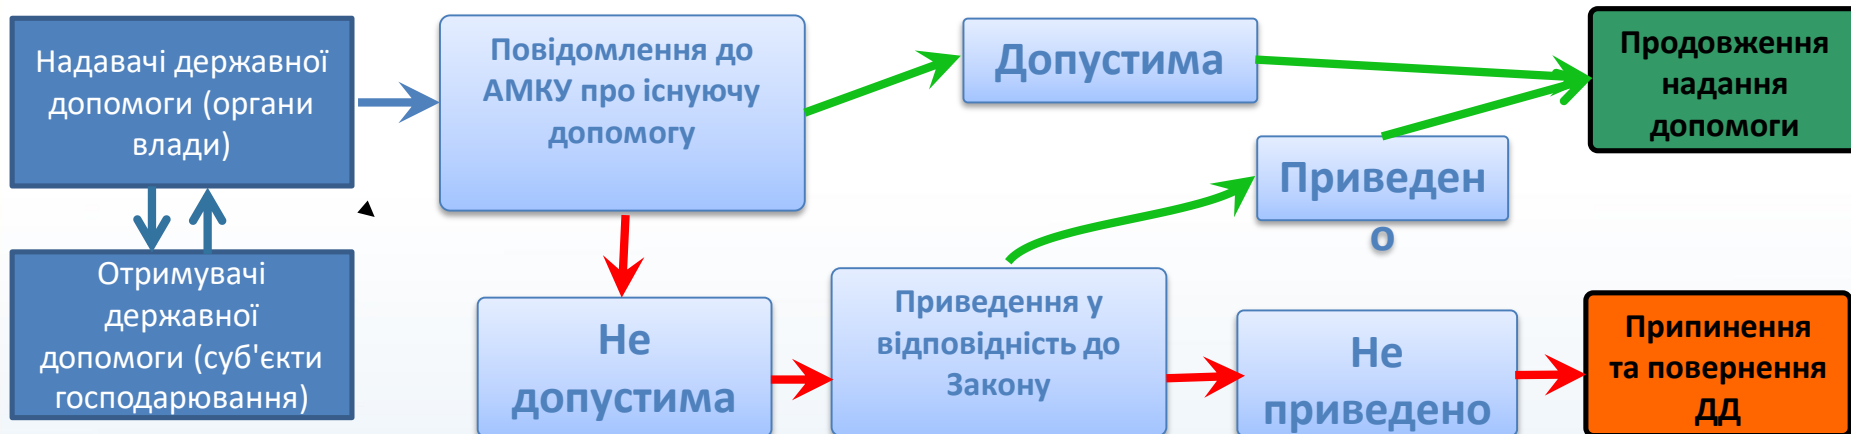 Надавачі державної
допомоги (органи
влади)
Отримувачі
державної
допомоги (суб'єкти
господарювання)
Повідомлення до
АМКУ про існуючу
допомогу
Допустима
Продовження
надання
допомоги
Приведен
о
Не
допустима
Приведення у
відповідність до
Закону
Не
приведено
Припинення
та повернення
ДД